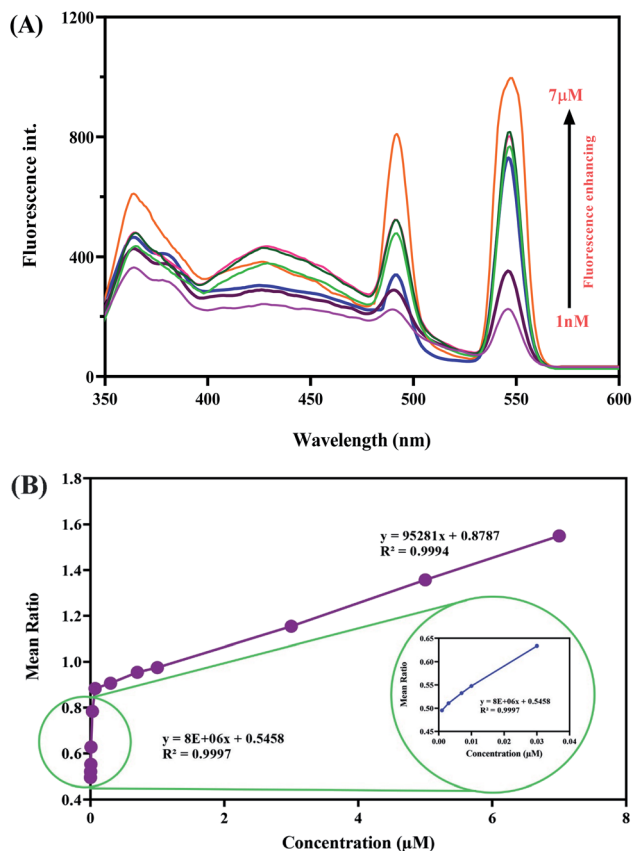 (A)
1200
800
400
0
Fluorescence int.
350
400
450
500
550
600
Wavelength (nm)
7μM
Fluorescence enhancing
1nM
(B)
1.8
1.6
1.4
1.2
1.0
0.8
0.6
0.4
Mean Ratio
0
2
4
6
8
Concentration (μM)
y = 95281x + 0.8787
R² = 0.9994
y = 8E+06x + 0.5458
R² = 0.9997
0.65
0.60
0.55
0.50
0.45
Mean Ratio
y = 8E+06x + 0.5458
R² = 0.9997
0.00
0.01
0.02
0.03
0.04
Concentration (μM)